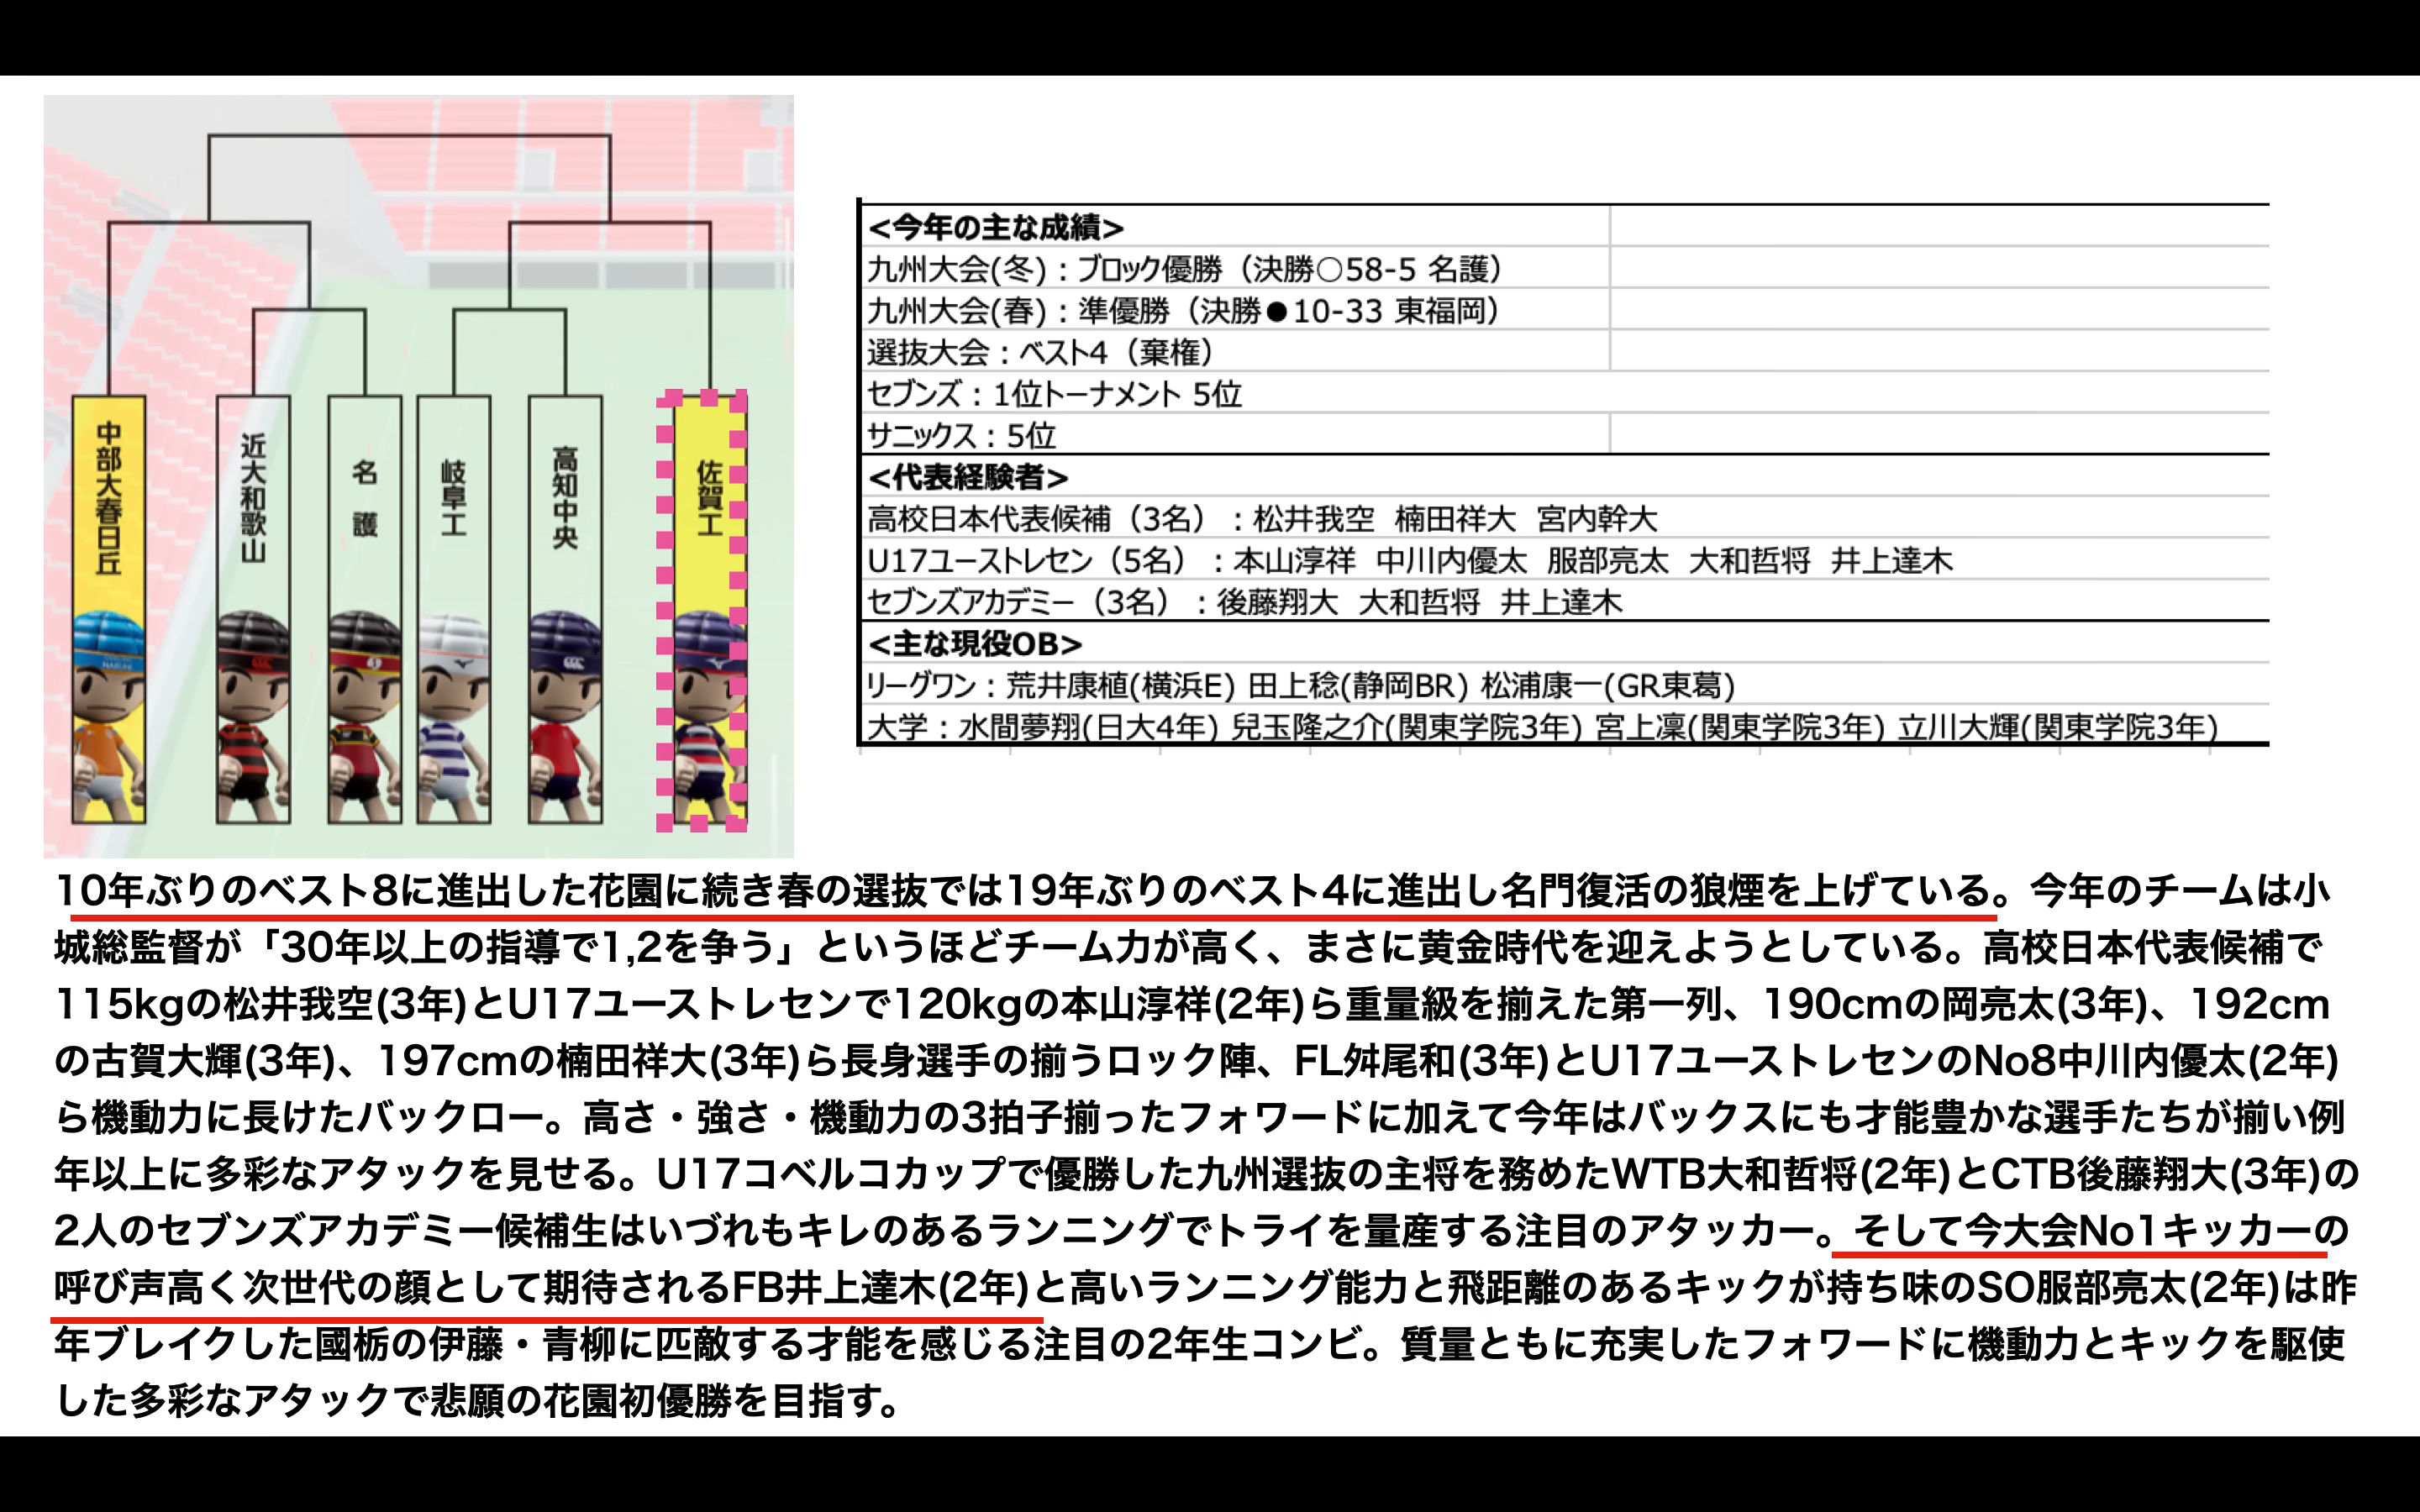 中部大春日丘
近大和歌山
名護
岐阜工
高知中央
佐賀工
<今年の主な成績>
九州大会(冬)：ブロック優勝（決勝○58-5 名護）
九州大会(春)：準優勝（決勝●10-33 東福岡）
選抜大会：ベスト4（棄権）
セブンズ：1位トーナメント 5位
サニックス：5位
<代表経験者>
高校日本代表候補（3名）：松井我空 楠田祥大 宮内幹大
U17ユーストレセン（5名）：本山淳祥 中川内優太 服部亮太 大和哲将 井上達木
セブンズアカデミー（3名）：後藤翔大 大和哲将 井上達木
<主な現役OB>
リーグワン：荒井康植(横浜E) 田上稔(静岡BR) 松浦康一(GR東葛)
大学：水間夢翔(日大4年) 兒玉隆之介(関東学院3年) 宮上凜(関東学院3年) 立川大輝(関東学院3年)
10年ぶりのベスト8に進出した花園に続き春の選抜では19年ぶりのベスト4に進出し名門復活の狼煙を上げている。今年のチームは小
城総監督が「30年以上の指導で1,2を争う」というほどチーム力が高く、まさに黄金時代を迎えようとしている。高校日本代表候補で
115kgの松井我空(3年)とU17ユーストレセンで120kgの本山淳祥(2年)ら重量級を揃えた第一列、190cmの岡亮太(3年)、192cm
の古賀大輝(3年)、197cmの楠田祥大(3年)ら長身選手の揃うロック陣、FL舛尾和(3年)とU17ユーストレセンのNo8中川内優太(2年)
ら機動力に長けたバックロー。高さ・強さ・機動力の3拍子揃ったフォワードに加えて今年はバックスにも才能豊かな選手たちが揃い例
年以上に多彩なアタックを見せる。U17コベルコカップで優勝した九州選抜の主将を務めたWTB大和哲将(2年)とCTB後藤翔大(3年)の
2人のセブンズアカデミー候補生はいづれもキレのあるランニングでトライを量産する注目のアタッカー。そして今大会No1キッカーの
呼び声高く次世代の顔として期待されるFB井上達木(2年)と高いランニング能力と飛距離のあるキックが持ち味のSO服部亮太(2年)は昨
年ブレイクした國栃の伊藤・青柳に匹敵する才能を感じる注目の2年生コンビ。質量ともに充実したフォワードに機動力とキックを駆使
した多彩なアタックで悲願の花園初優勝を目指す。